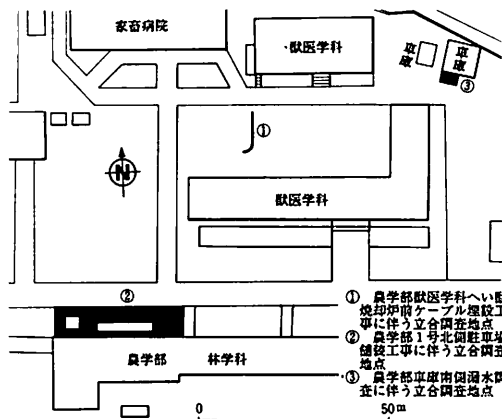 家畜病院
獣医学科
車庫
車庫
③
①
N
獣医学科
②
農学部 林学科
① 農学部獣医学科へい獣
焼却炉前ケーブル埋設工
事に伴う立合調査地点
② 農学部1号北側駐車場
舗装工事に伴う立合調査
地点
③ 農学部車庫南側漏水調
査に伴う立合調査地点
0 50m